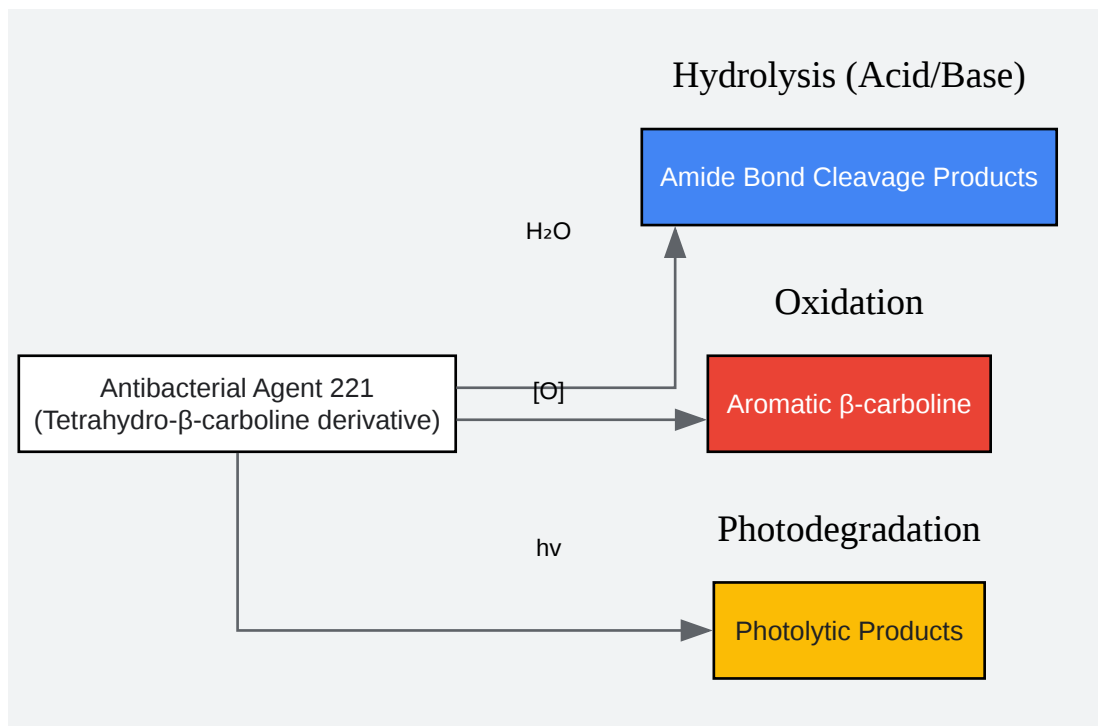 Hydrolysis (Acid/Base)
Amide Bond Cleavage Products
H₂O
Oxidation
Antibacterial Agent 221
(Tetrahydro-β-carboline derivative)
[O]
Aromatic β-carboline
Photodegradation
hv
Photolytic Products